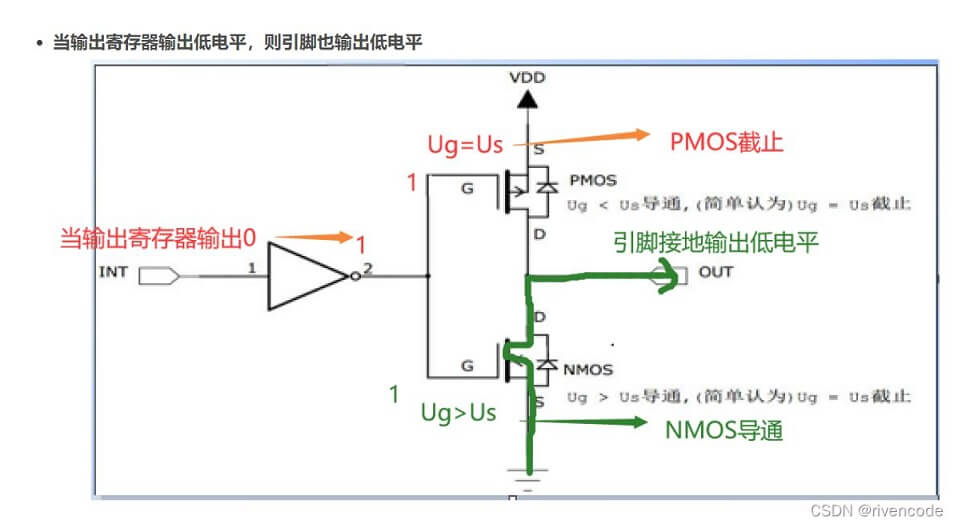 当输出寄存器输出低电平，则引脚也输出低电平
VDD
Ug=Us
S
PMOS截止
1
G
PMOS
Ug < Us导通,(简单认为)Ug = Us截止
当输出寄存器输出0
1
D
引脚接地输出低电平
INT
1
2
OUT
D
G
NMOS
1
Ug>Us
S
Ug > Us导通,(简单认为)Ug = Us截止
NMOS导通
CSDN @rivencode